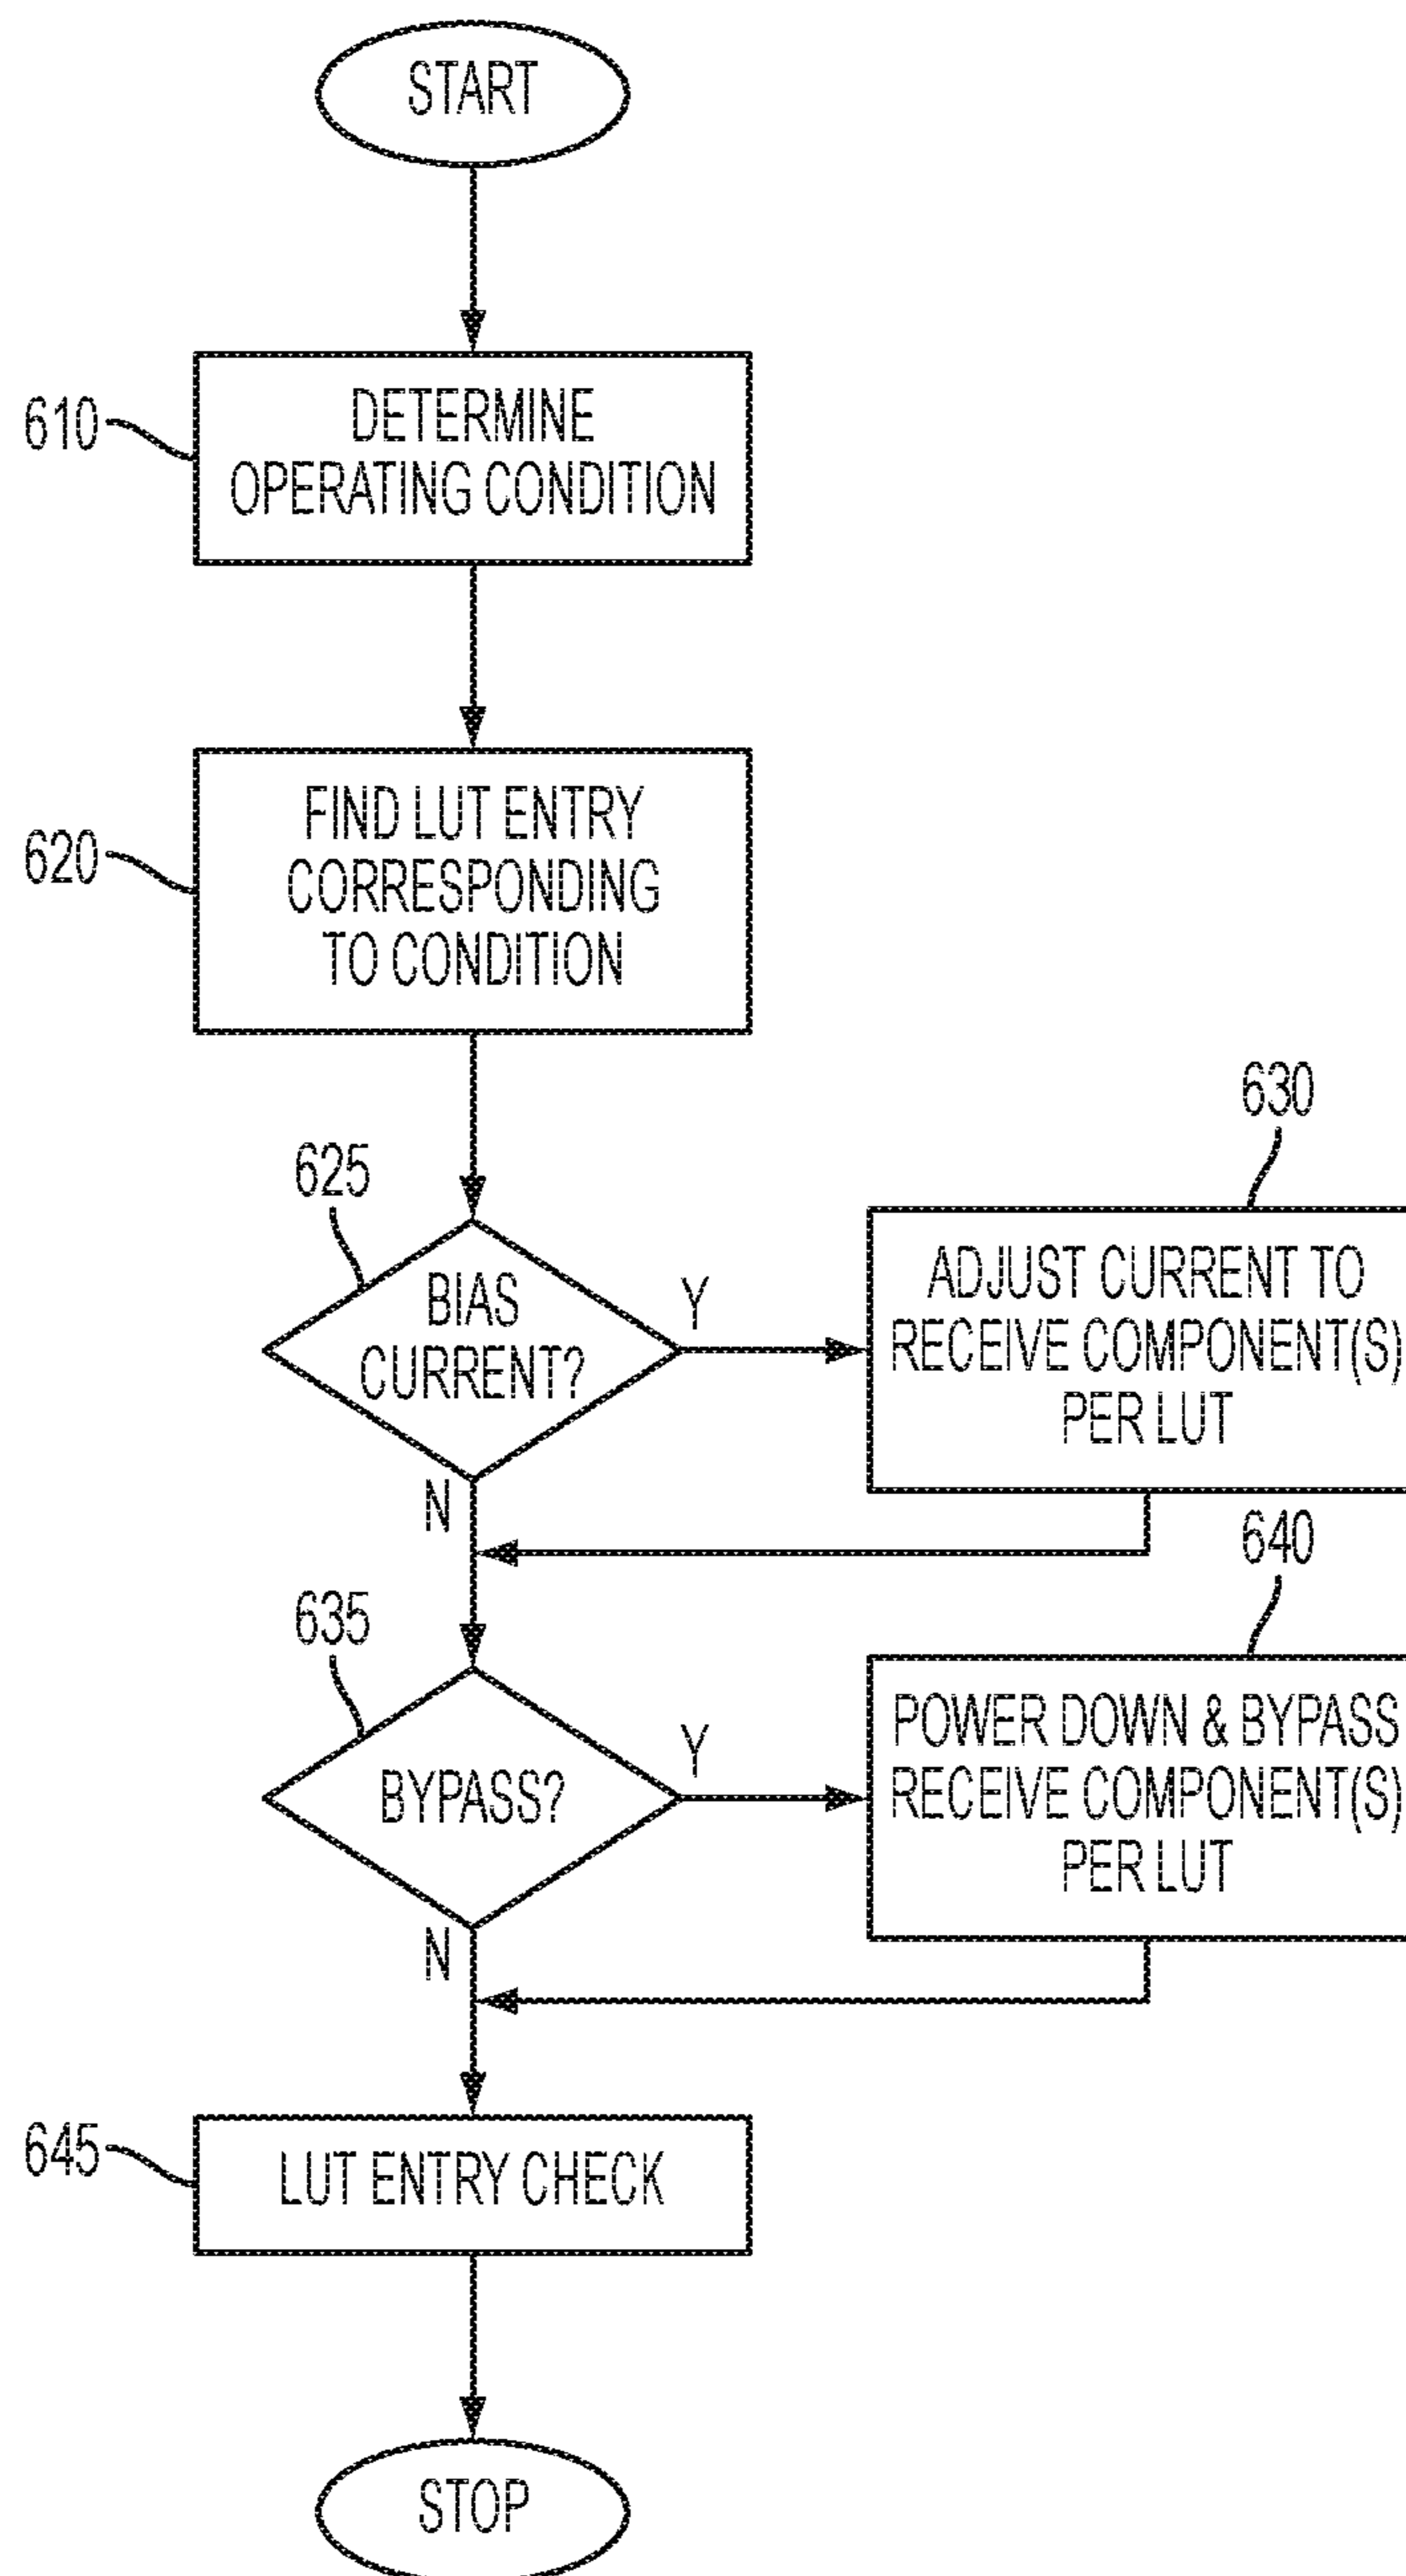 START
610
DETERMINE
OPERATING CONDITION
620
FIND LUT ENTRY
CORRESPONDING
TO CONDITION
625
BIAS
CURRENT?
Y
N
630
ADJUST CURRENT TO
RECEIVE COMPONENT(S)
PER LUT
635
BYPASS?
Y
N
640
POWER DOWN & BYPASS
RECEIVE COMPONENT(S)
PER LUT
645
LUT ENTRY CHECK
STOP